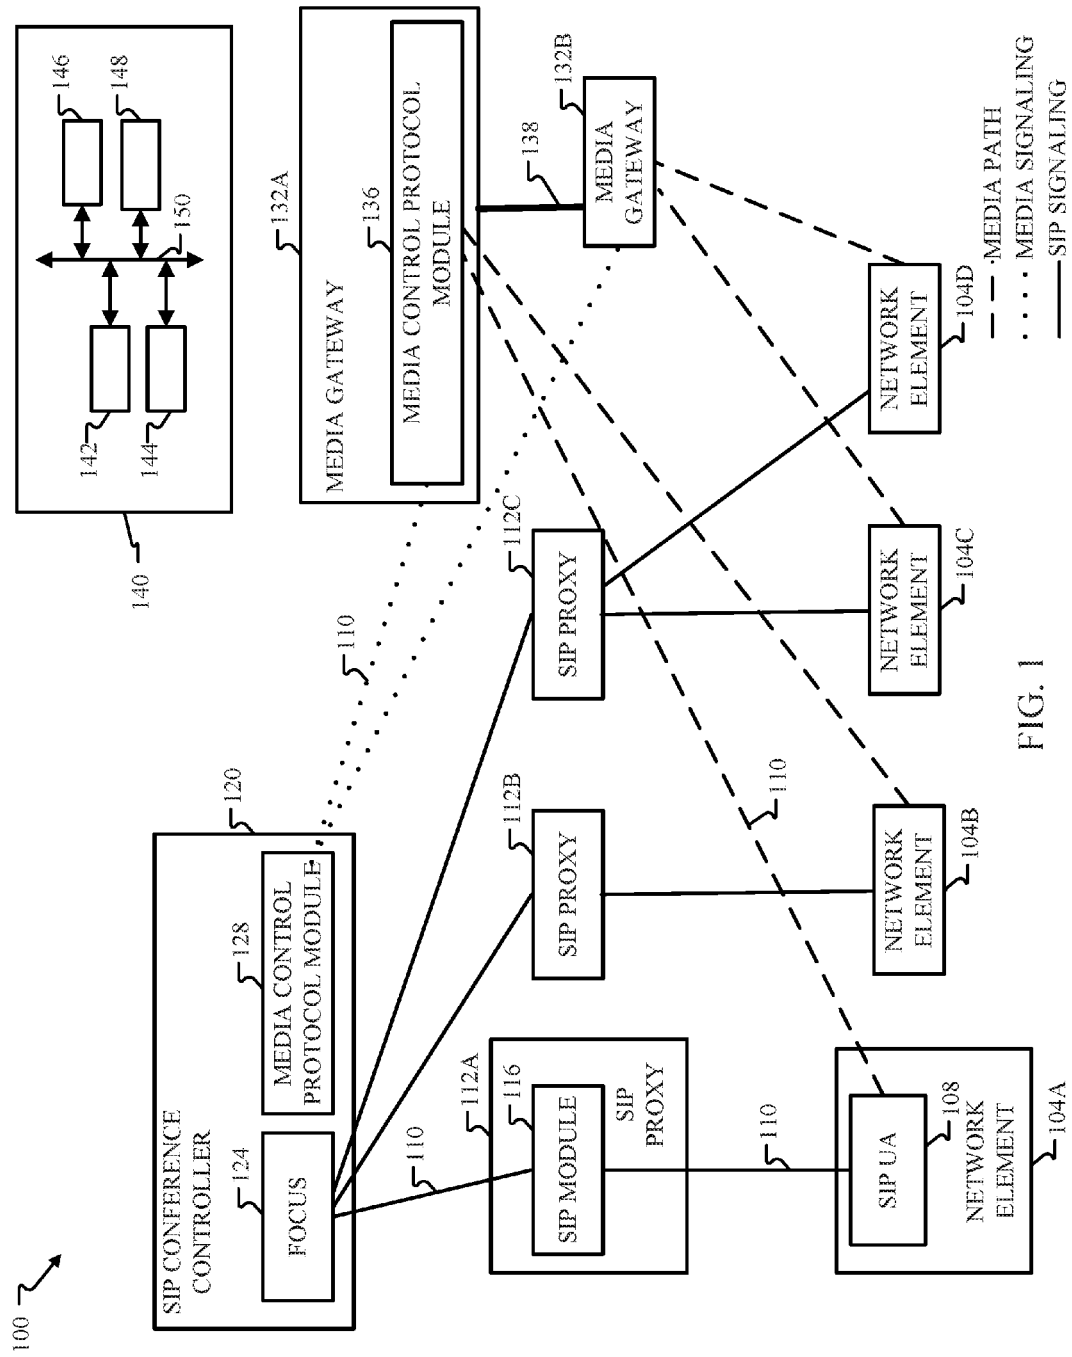 100
140
142
144
146
148
150
SIP CONFERENCE
CONTROLLER
120
FOCUS
124
MEDIA CONTROL
PROTOCOL MODULE
128
110
MEDIA GATEWAY
132A
MEDIA CONTROL PROTOCOL
MODULE
136
138
MEDIA
GATEWAY
132B
110
SIP MODULE
116
SIP
PROXY
112A
SIP PROXY
112B
SIP PROXY
112C
110
110
SIP UA
108
NETWORK
ELEMENT
104A
NETWORK
ELEMENT
104B
NETWORK
ELEMENT
104C
NETWORK
ELEMENT
104D
MEDIA PATH
MEDIA SIGNALING
SIP SIGNALING
FIG. 1